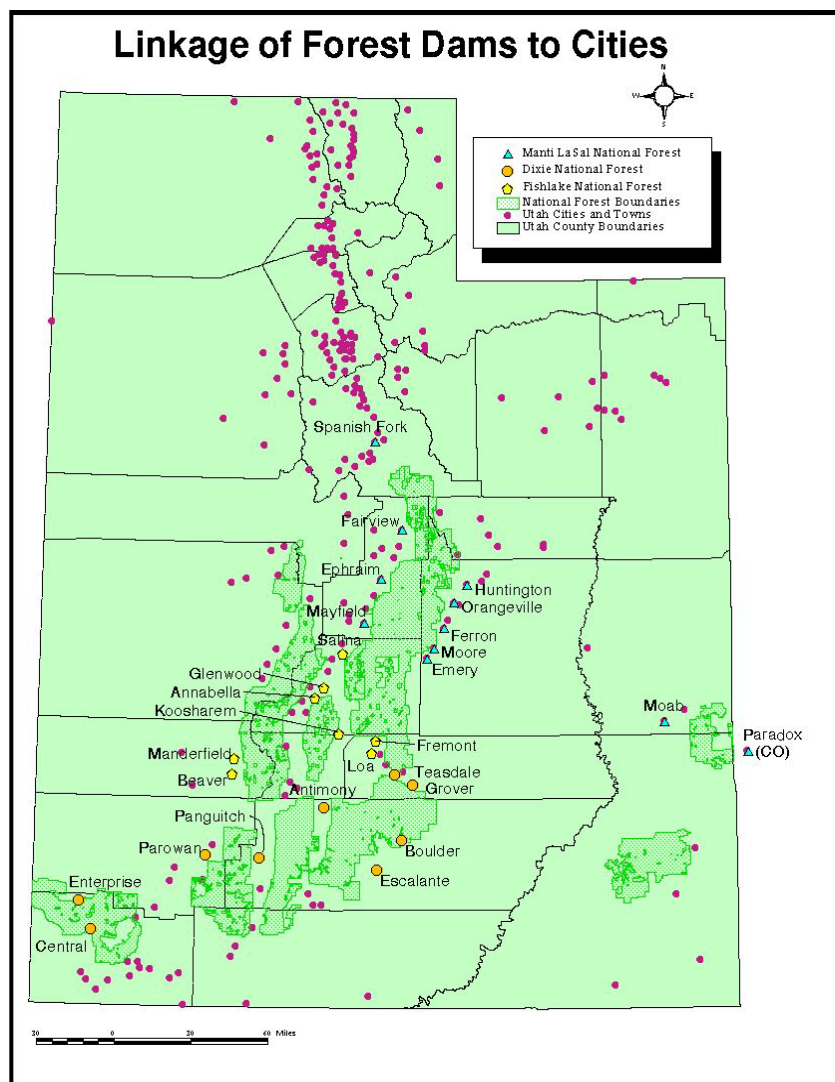 Linkage of Forest Dams to Cities
N
W
E
S
Manti LaSal National Forest
Dixie National Forest
Fishlake National Forest
National Forest Boundaries
Utah Cities and Towns
Utah County Boundaries
Spanish Fork
Fairview
Ephraim
Huntington
Orangeville
Mayfield
Ferron
Salina
Moore
Emery
Glenwood
Annabella
Koosharem
Moab
Paradox
(CO)
Fremont
Manderfield
Loa
Teasdale
Beaver
Grover
Antimony
Panguitch
Parowan
Boulder
Escalante
Enterprise
Central
30 0 30 60 Miles